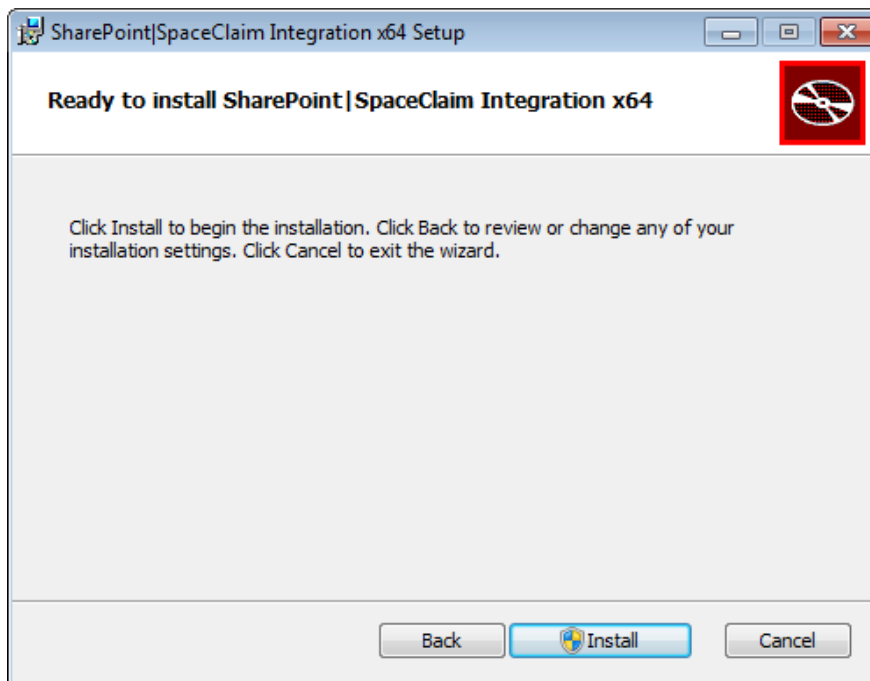 SharePoint|SpaceClaim Integration x64 Setup
Ready to install SharePoint|SpaceClaim Integration x64
Click Install to begin the installation. Click Back to review or change any of your
installation settings. Click Cancel to exit the wizard.
Back Install Cancel